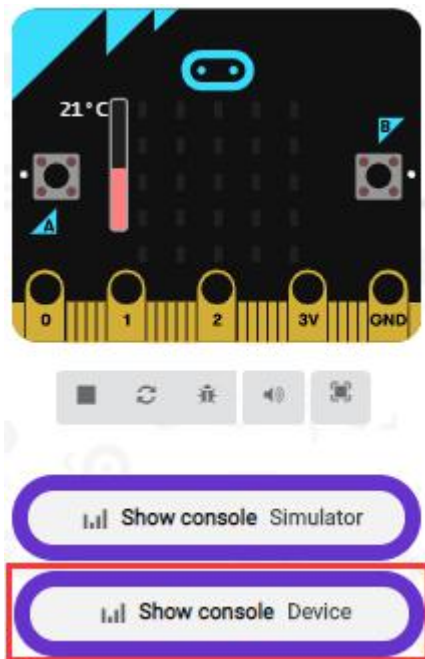 21°C
B
A
0 1 2 3V GND
Show console Simulator
Show console Device